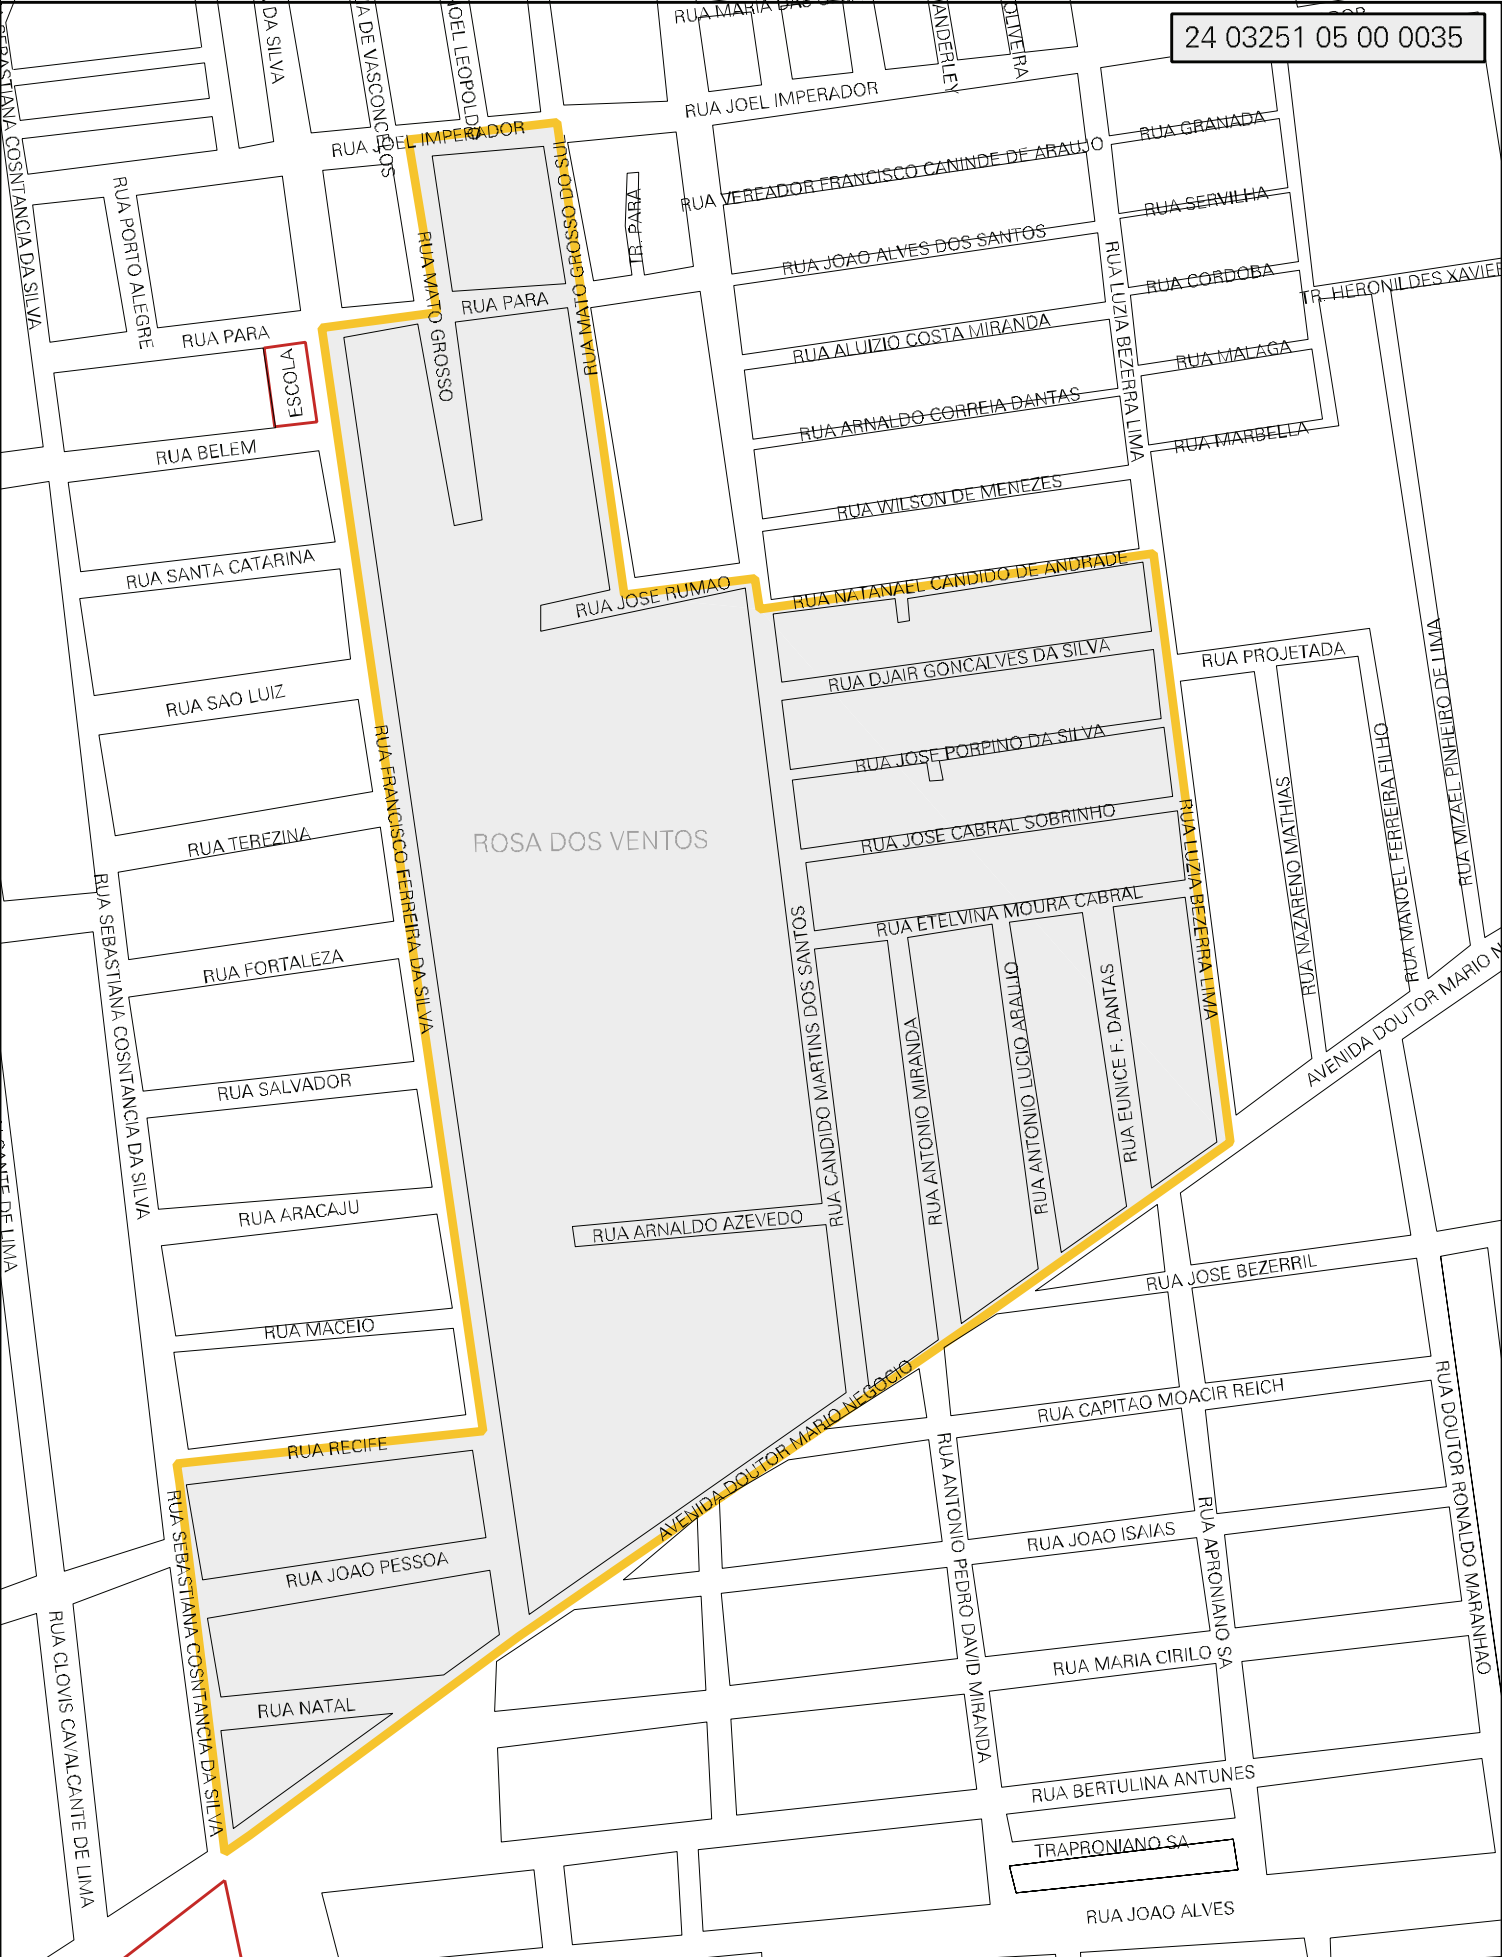 24 03251 05 00 0035
DA SILVA
RUA JOEL IMPERADOR
RUA JOEL IMPERADOR
RUA GRANADA
RUA VEREADOR FRANCISCO CANINDE DE ARAUJO
RUA SERVILHA
RUA PORTO ALEGRE
RUA MATO GROSSO
RUA MATO GROSSO DO SUL
TR. PARA
RUA JOAO ALVES DOS SANTOS
RUA CORDOBA
TR. HERONILDES XAVIER
RUA PARA
RUA PARA
RUA ALUIZIO COSTA MIRANDA
RUA LUZIA BEZERRA LIMA
RUA MALAGA
ESCOLA
RUA ARNALDO CORREIA DANTAS
RUA MARBELLA
RUA BELEM
RUA WILSON DE MENEZES
RUA SANTA CATARINA
RUA JOSE RUMAO
RUA NATANAEL CANDIDO DE ANDRADE
RUA PROJETADA
RUA DJAIR GONCALVES DA SILVA
RUA SAO LUIZ
RUA JOSE PORPINO DA SILVA
RUA MIZAEL PINHEIRO DE LIMA
RUA MANOEL FERREIRA FILHO
RUA NAZARENO MATHIAS
RUA FRANCISCO FERREIRA DA SILVA
ROSA DOS VENTOS
RUA TEREZINA
RUA JOSE CABRAL SOBRINHO
RUA LUZIA BEZERRA LIMA
RUA ETELVINA MOURA CABRAL
RUA SEBASTIANA COSNTANCIA DA SILVA
RUA FORTALEZA
RUA CANDIDO MARTINS DOS SANTOS
RUA ANTONIO MIRANDA
RUA ANTONIO LUCIO ARAUJO
RUA EUNICE F. DANTAS
AVENIDA DOUTOR MARIO N
RUA SALVADOR
RUA ARACAJU
RUA ARNALDO AZEVEDO
RUA JOSE BEZERRIL
RUA MACEIO
RUA CAPITAO MOACIR REICH
AVENIDA DOUTOR MARIO NEGOCIO
RUA RECIFE
RUA DOUTOR RONALDO MARANHAO
RUA ANTONIO PEDRO DAVID MIRANDA
RUA APRONIANO SA
RUA JOAO ISAIAS
RUA SEBASTIANA COSNTANCIA DA SILVA
RUA JOAO PESSOA
RUA CLOVIS CAVALCANTE DE LIMA
RUA MARIA CIRILO
RUA NATAL
RUA BERTULINA ANTUNES
TRAPRONIANO SA
RUA JOAO ALVES